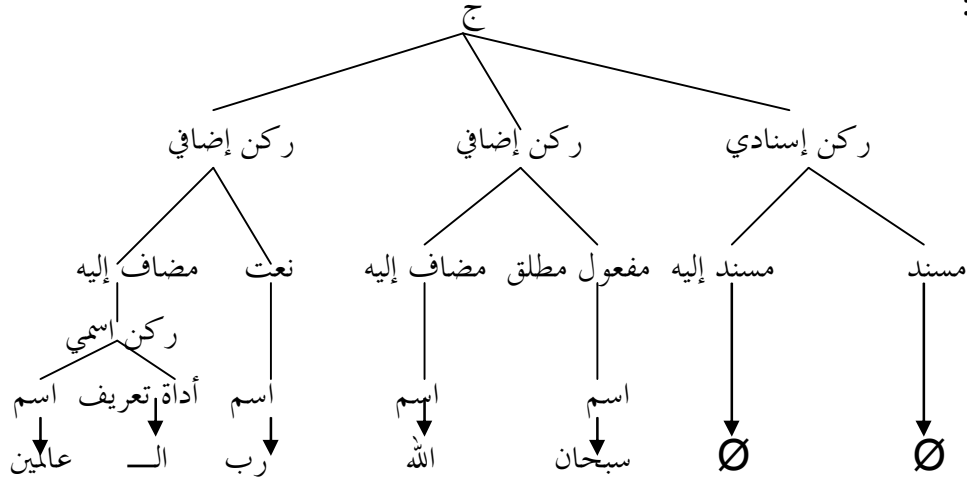 :
ج
ركن إسنادي ركن إضافي ركن إضافي
مسند مسند إليه مفعول مطلق مضاف إليه نعت مضاف إليه
ركن اسمي
اسم اسم اسم أداة تعريف اسم
Ø Ø سبحان الله رب الـــ عالمين